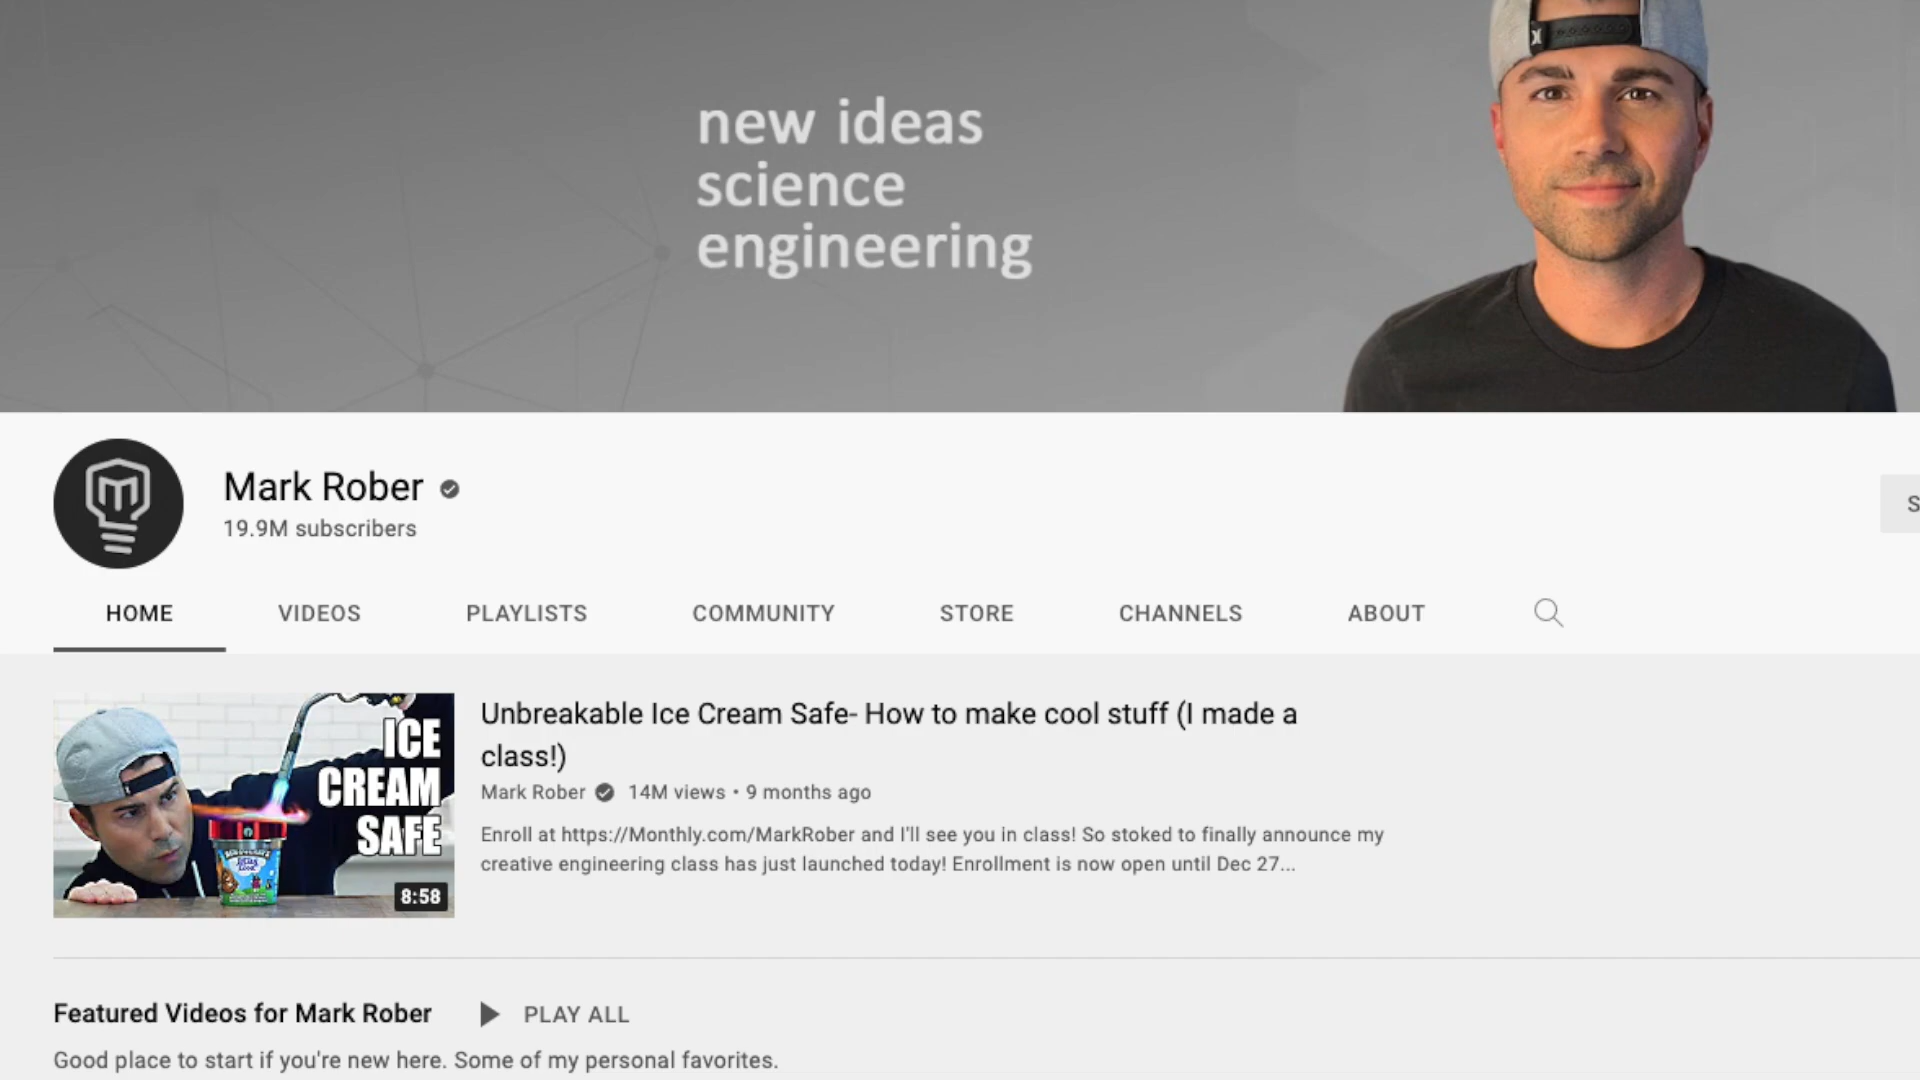 new ideas
science
engineering
Mark Rober
19.9M subscribers
S
HOME VIDEOS PLAYLISTS COMMUNITY STORE CHANNELS ABOUT
ICE
CREAM
SAFE
8:58
Unbreakable Ice Cream Safe- How to make cool stuff (I made a
class!)
Mark Rober 14M views • 9 months ago
Enroll at https://Monthly.com/MarkRober and I'll see you in class! So stoked to finally announce my
creative engineering class has just launched today! Enrollment is now open until Dec 27...
Featured Videos for Mark Rober PLAY ALL
Good place to start if you're new here. Some of my personal favorites.